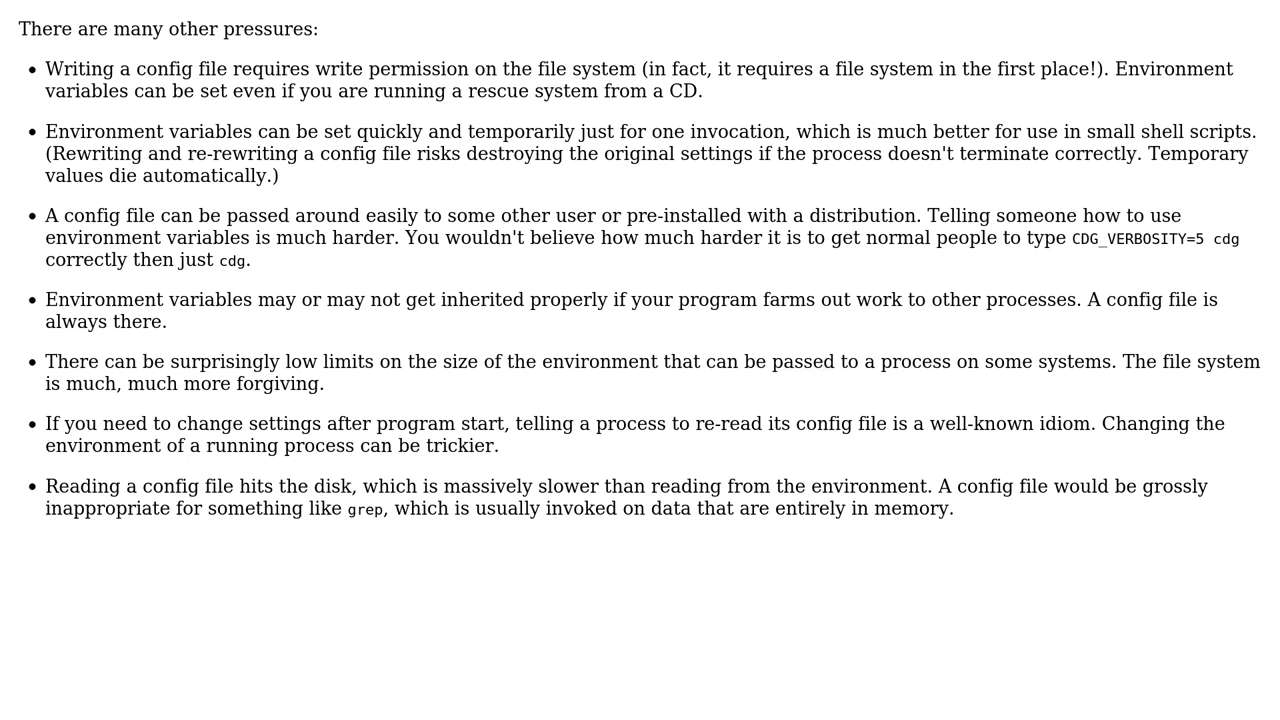 There are many other pressures:
• Writing a config file requires write permission on the file system (in fact, it requires a file system in the first place!). Environment
variables can be set even if you are running a rescue system from a CD.
• Environment variables can be set quickly and temporarily just for one invocation, which is much better for use in small shell scripts.
(Rewriting and re-rewriting a config file risks destroying the original settings if the process doesn't terminate correctly. Temporary
values die automatically.)
• A config file can be passed around easily to some other user or pre-installed with a distribution. Telling someone how to use
environment variables is much harder. You wouldn't believe how much harder it is to get normal people to type CDG_VERBOSITY=5 cdg
correctly then just cdg.
• Environment variables may or may not get inherited properly if your program farms out work to other processes. A config file is
always there.
• There can be surprisingly low limits on the size of the environment that can be passed to a process on some systems. The file system
is much, much more forgiving.
• If you need to change settings after program start, telling a process to re-read its config file is a well-known idiom. Changing the
environment of a running process can be trickier.
• Reading a config file hits the disk, which is massively slower than reading from the environment. A config file would be grossly
inappropriate for something like grep, which is usually invoked on data that are entirely in memory.